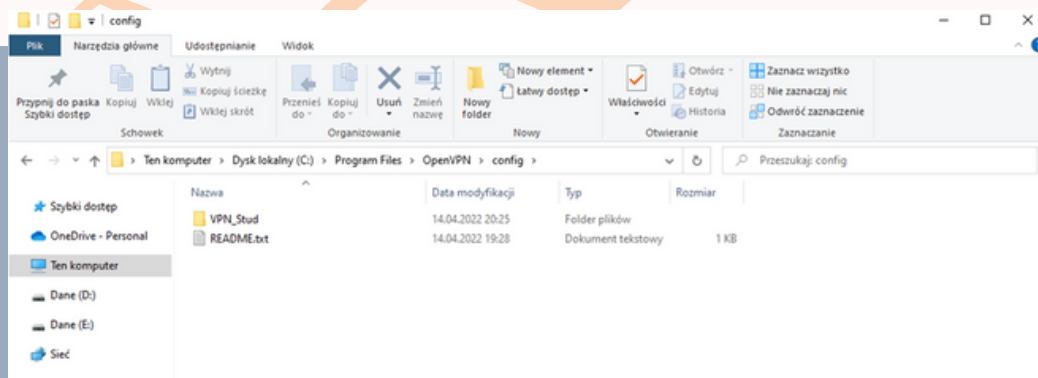 config
Plik Narzędzia główne Udostępnianie Widok
Przypnij do paska Szybki dostęp
Kopiuj
Wklej
Wytnij
Kopiuj ścieżkę
Wklej skrót
Schowek
Przenieś do
Kopiuj do
Usuń
Zmień nazwę
Organizowanie
Nowy folder
Nowy element
Łatwy dostęp
Nowy
Właściwości
Otwórz
Edytuj
Historia
Otwieranie
Zaznacz wszystko
Nie zaznaczaj nic
Odwróć zaznaczenie
Zaznaczanie
Ten komputer > Dysk lokalny (C:) > Program Files > OpenVPN > config >
Przeszukaj: config
Szybki dostęp
OneDrive - Personal
Ten komputer
Dane (D:)
Dane (E:)
Sieć
Nazwa Data modyfikacji Typ Rozmiar
VPN_Stud 14.04.2022 20:25 Folder plików
README.txt 14.04.2022 19:28 Dokument tekstowy 1 KB